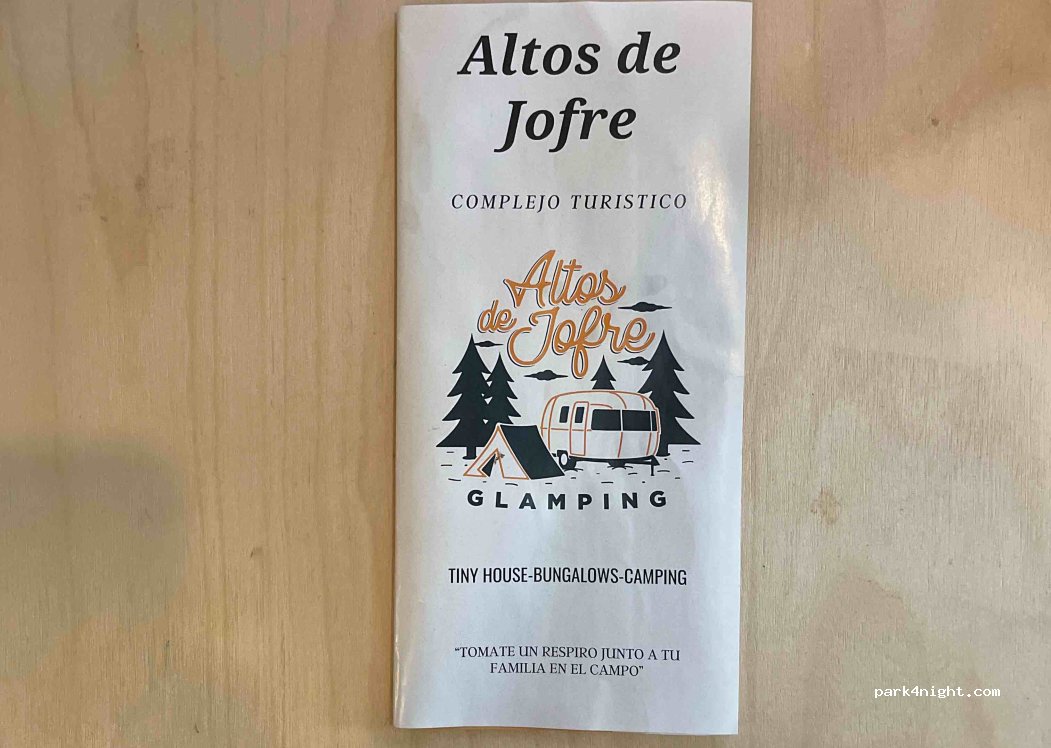 Altos de
Jofre
COMPLEJO TURISTICO
Altos
de Jofre
GLAMPING
TINY HOUSE-BUNGALOWS-CAMPING
“TOMATE UN RESPIRO JUNTO A TU
FAMILIA EN EL CAMPO”
park4night.com